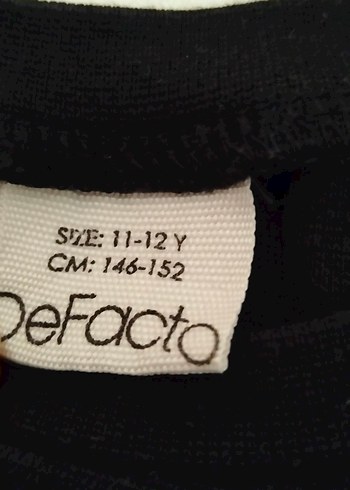 SIZE: 11-12 Y
CM: 146-152
DeFacto